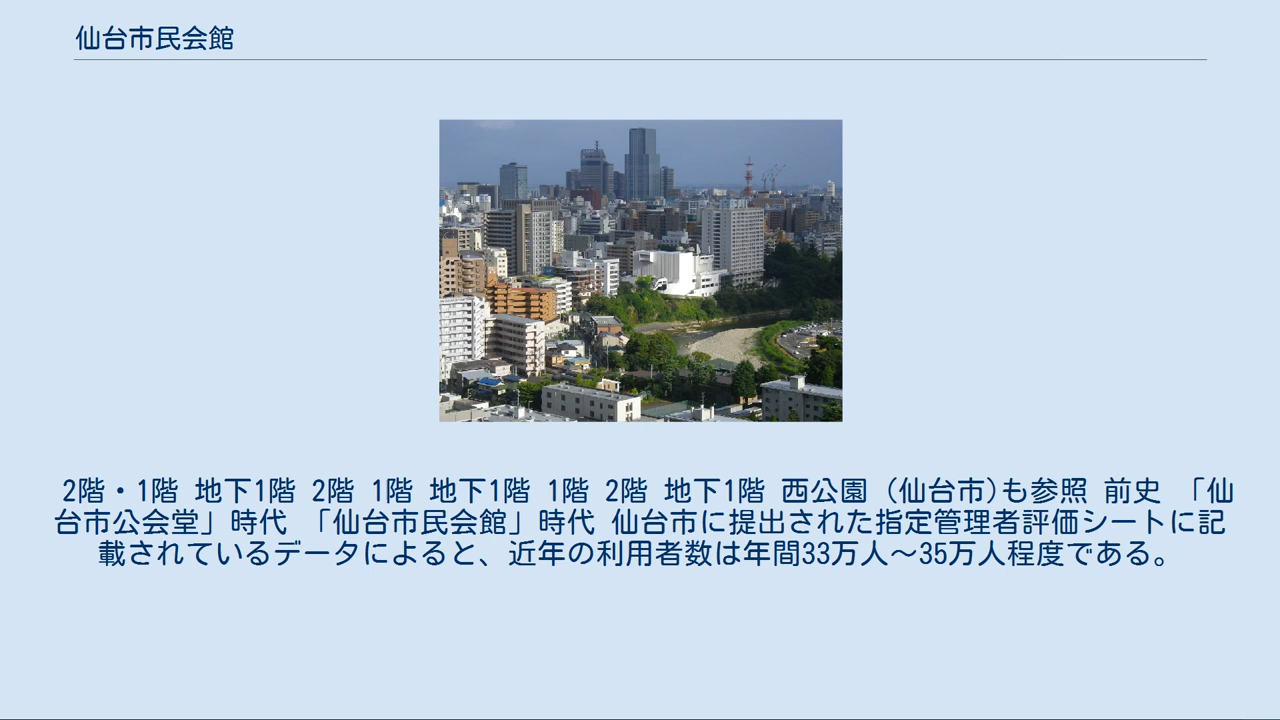 仙台市民会館
2階・1階 地下1階 2階 1階 地下1階 1階 2階 地下1階 西公園 (仙台市)も参照 前史 「仙
台市公会堂」時代 「仙台市民会館」時代 仙台市に提出された指定管理者評価シートに記
載されているデータによると、近年の利用者数は年間33万人～35万人程度である。